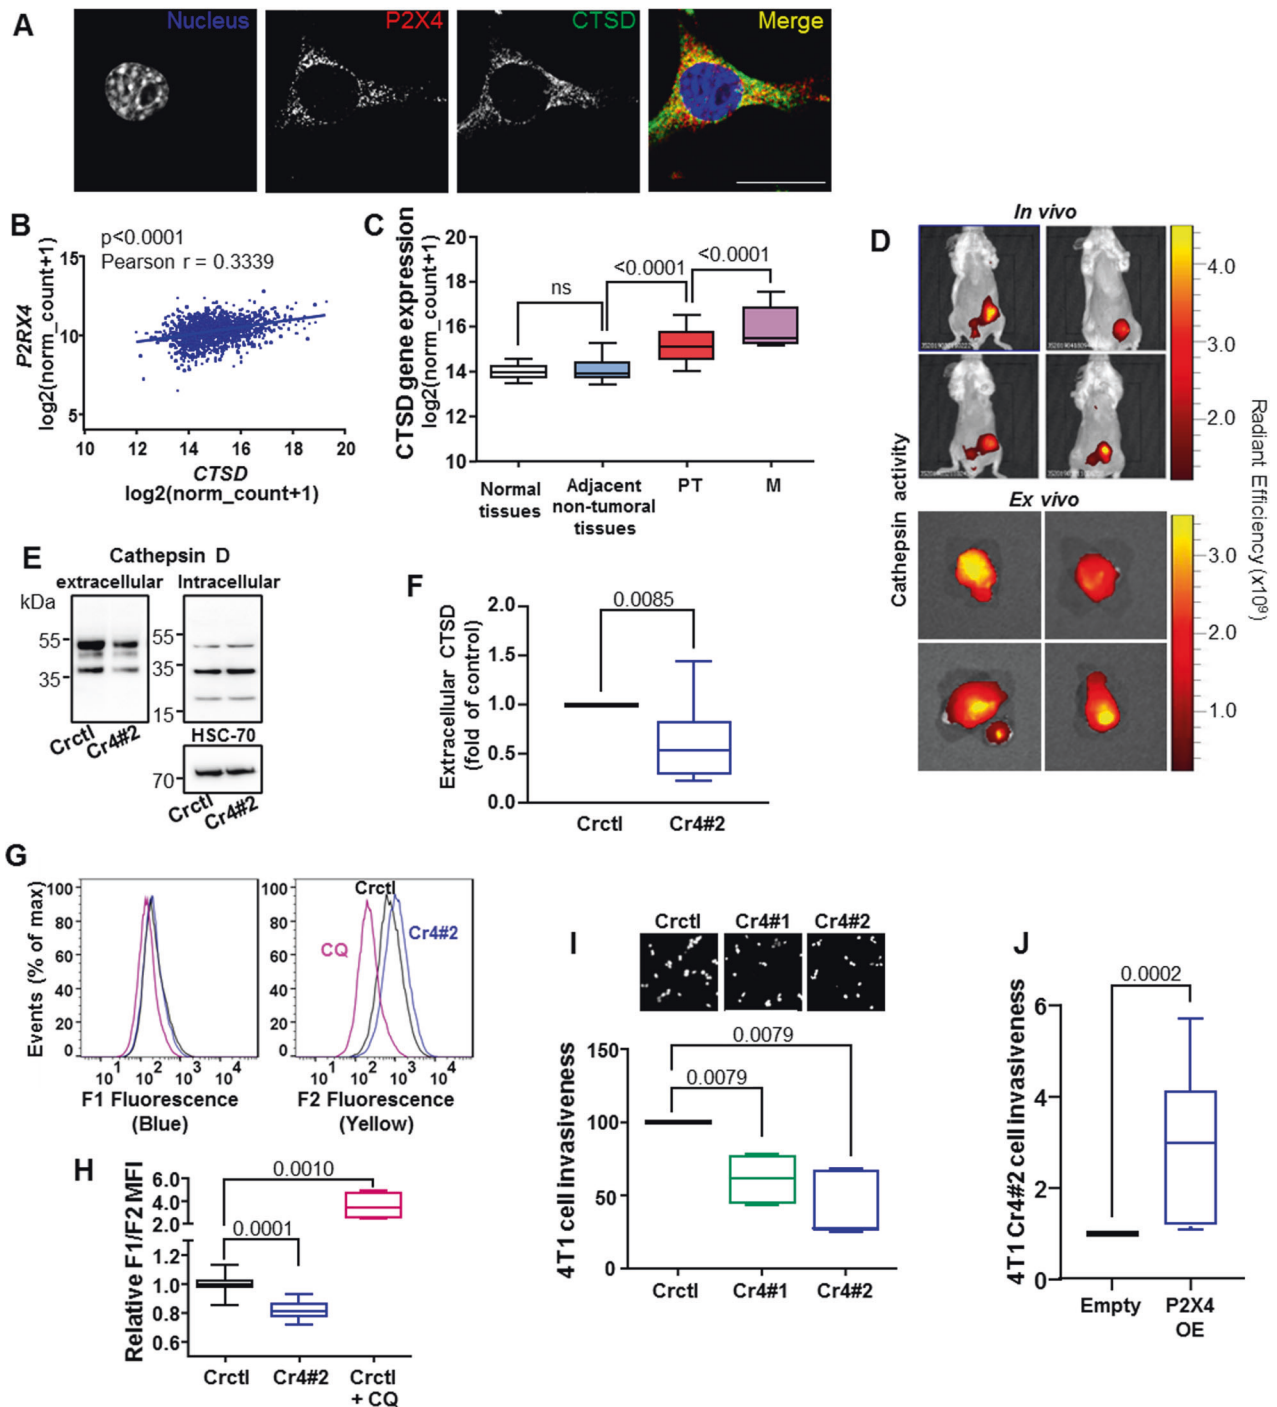 A
Nucleus
P2X4
CTSD
Merge
B
p<0.0001
Pearson r = 0.3339
15
10
5
P2RX4
log2(norm_count+1)
10 12 14 16 18 20
CTSD
log2(norm_count+1)
C
CTSD gene expression
log2(norm_count+1)
20
18
16
14
12
10
ns
<0.0001
<0.0001
Normal tissues
Adjacent non-tumoral tissues
PT
M
D
In vivo
Ex vivo
Cathepsin activity
4.0
3.0
2.0
3.0
2.0
1.0
Radiant Efficiency (x10⁹)
E
Cathepsin D
extracellular
Intracellular
kDa
55
35
55
35
15
HSC-70
70
Crctl
Cr4#2
Crctl
Cr4#2
F
Extracellular CTSD
(fold of control)
2.0
1.5
1.0
0.5
0.0
0.0085
Crctl
Cr4#2
G
Events (% of max)
100
80
60
40
20
0
10¹ 10² 10³ 10⁴
F1 Fluorescence
(Blue)
100
80
60
40
20
0
Crctl
CQ
Cr4#2
10¹ 10² 10³ 10⁴
F2 Fluorescence
(Yellow)
H
Relative F1/F2 MFI
6.0
4.0
2.0
1.2
1.0
0.8
0.6
0.0010
0.0001
Crctl
Cr4#2
Crctl
+ CQ
I
Crctl
Cr4#1
Cr4#2
4T1 cell invasiveness
150
100
50
0
0.0079
0.0079
Crctl
Cr4#1
Cr4#2
J
4T1 Cr4#2 cell invasiveness
6
4
2
0
0.0002
Empty
P2X4
OE